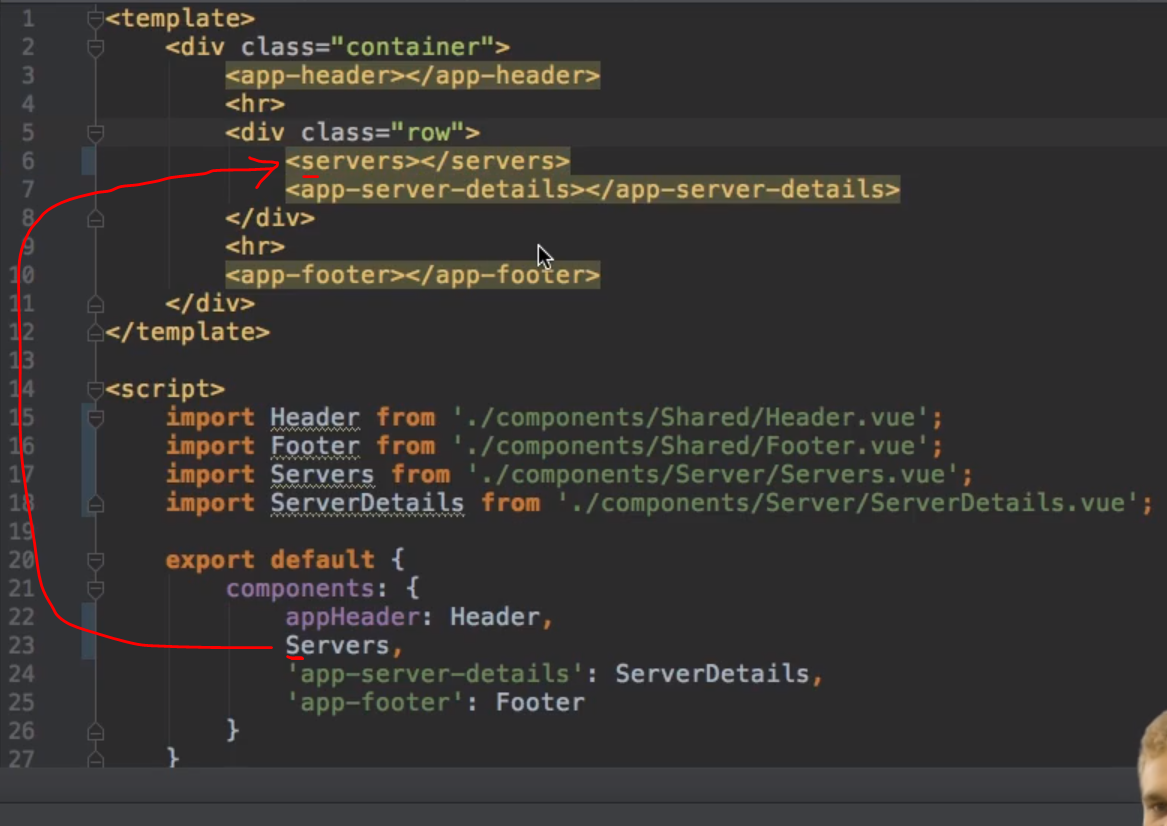 1 <template>
2 <div class="container">
3 <app-header></app-header>
4 <hr>
5 <div class="row">
6 <servers></servers>
7 <app-server-details></app-server-details>
8 </div>
9 <hr>
10 <app-footer></app-footer>
11 </div>
12 </template>
13
14 <script>
15 import Header from './components/Shared/Header.vue';
16 import Footer from './components/Shared/Footer.vue';
17 import Servers from './components/Server/Servers.vue';
18 import ServerDetails from './components/Server/ServerDetails.vue';
19
20 export default {
21 components: {
22 appHeader: Header,
23 Servers,
24 'app-server-details': ServerDetails,
25 'app-footer': Footer
26 }
27 }